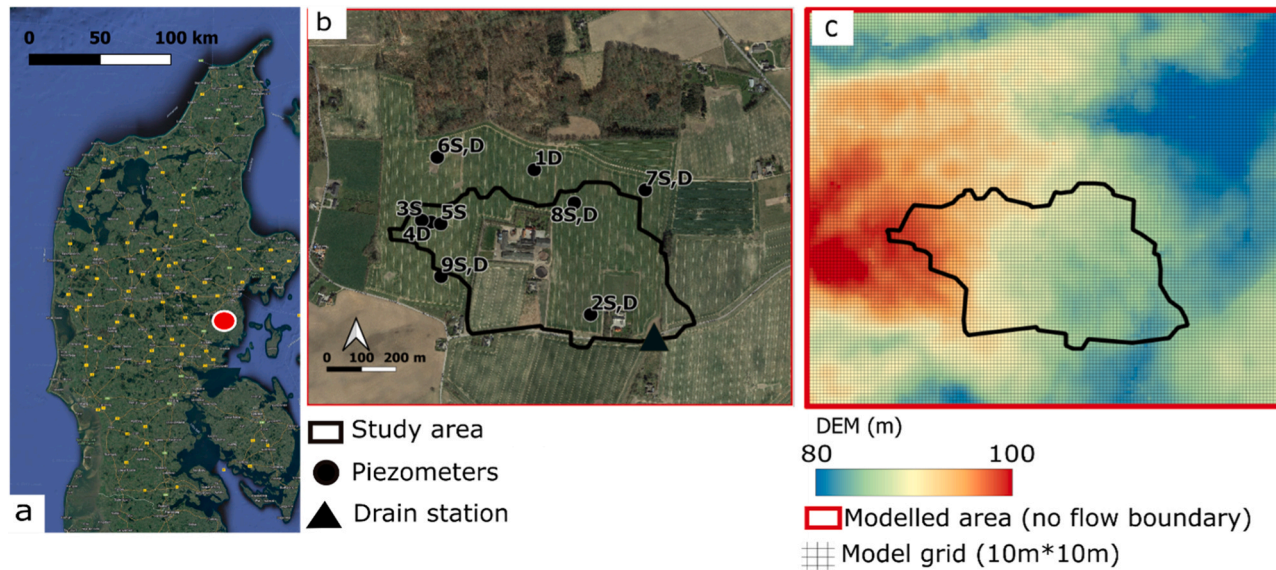 0 50 100 km
a
b
6S,D 1D
7S,D
3S 5S 8S,D
4D
9S,D
2S,D
0 100 200 m
Study area
Piezometers
Drain station
c
DEM (m)
80 100
Modelled area (no flow boundary)
Model grid (10m*10m)